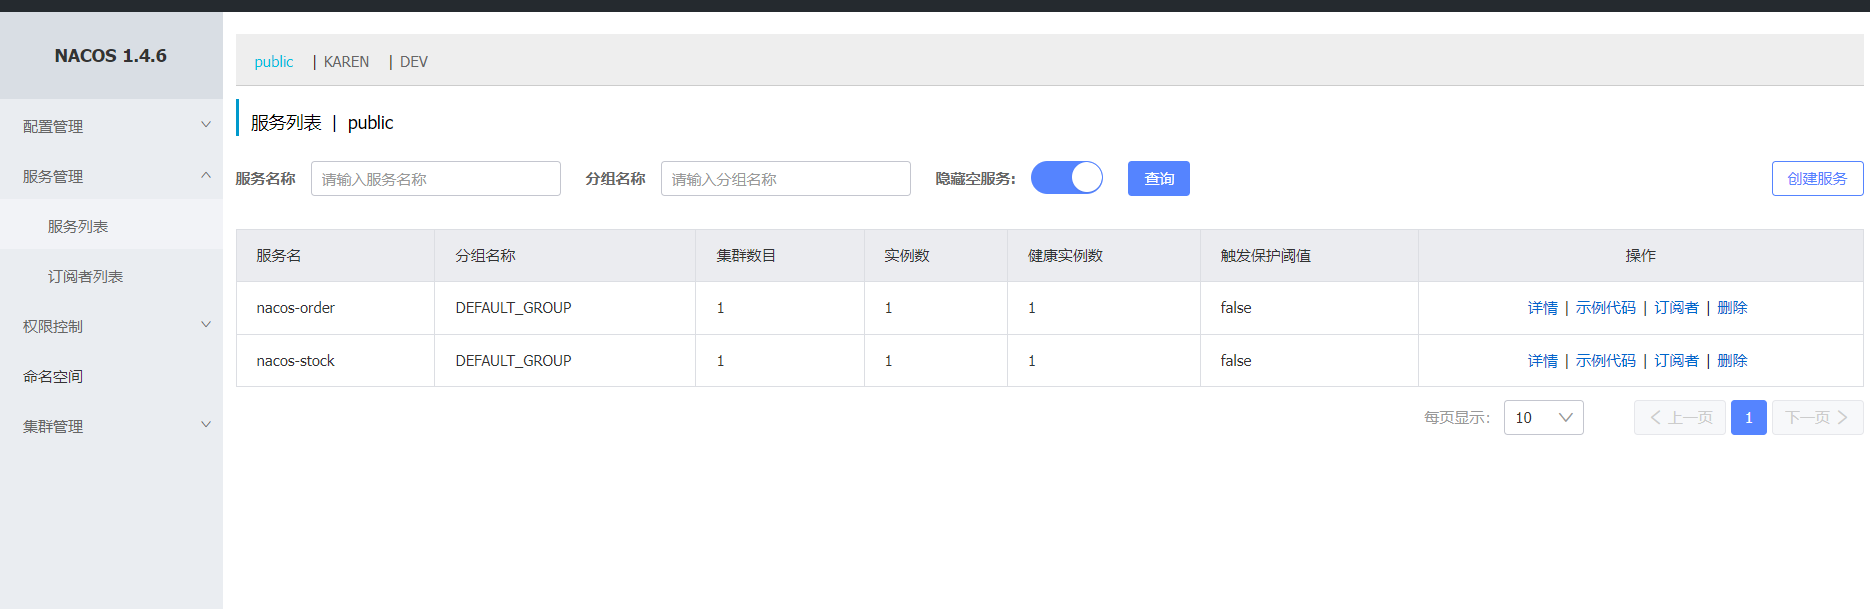 NACOS 1.4.6
配置管理
服务管理
服务列表
订阅者列表
权限控制
命名空间
集群管理
public | KAREN | DEV
服务列表 | public
服务名称 请输入服务名称 分组名称 请输入分组名称 隐藏空服务: 查询 创建服务
服务名 分组名称 集群数目 实例数 健康实例数 触发保护阈值 操作
nacos-order DEFAULT_GROUP 1 1 1 false 详情 | 示例代码 | 订阅者 | 删除
nacos-stock DEFAULT_GROUP 1 1 1 false 详情 | 示例代码 | 订阅者 | 删除
每页显示: 10 上一页 1 下一页